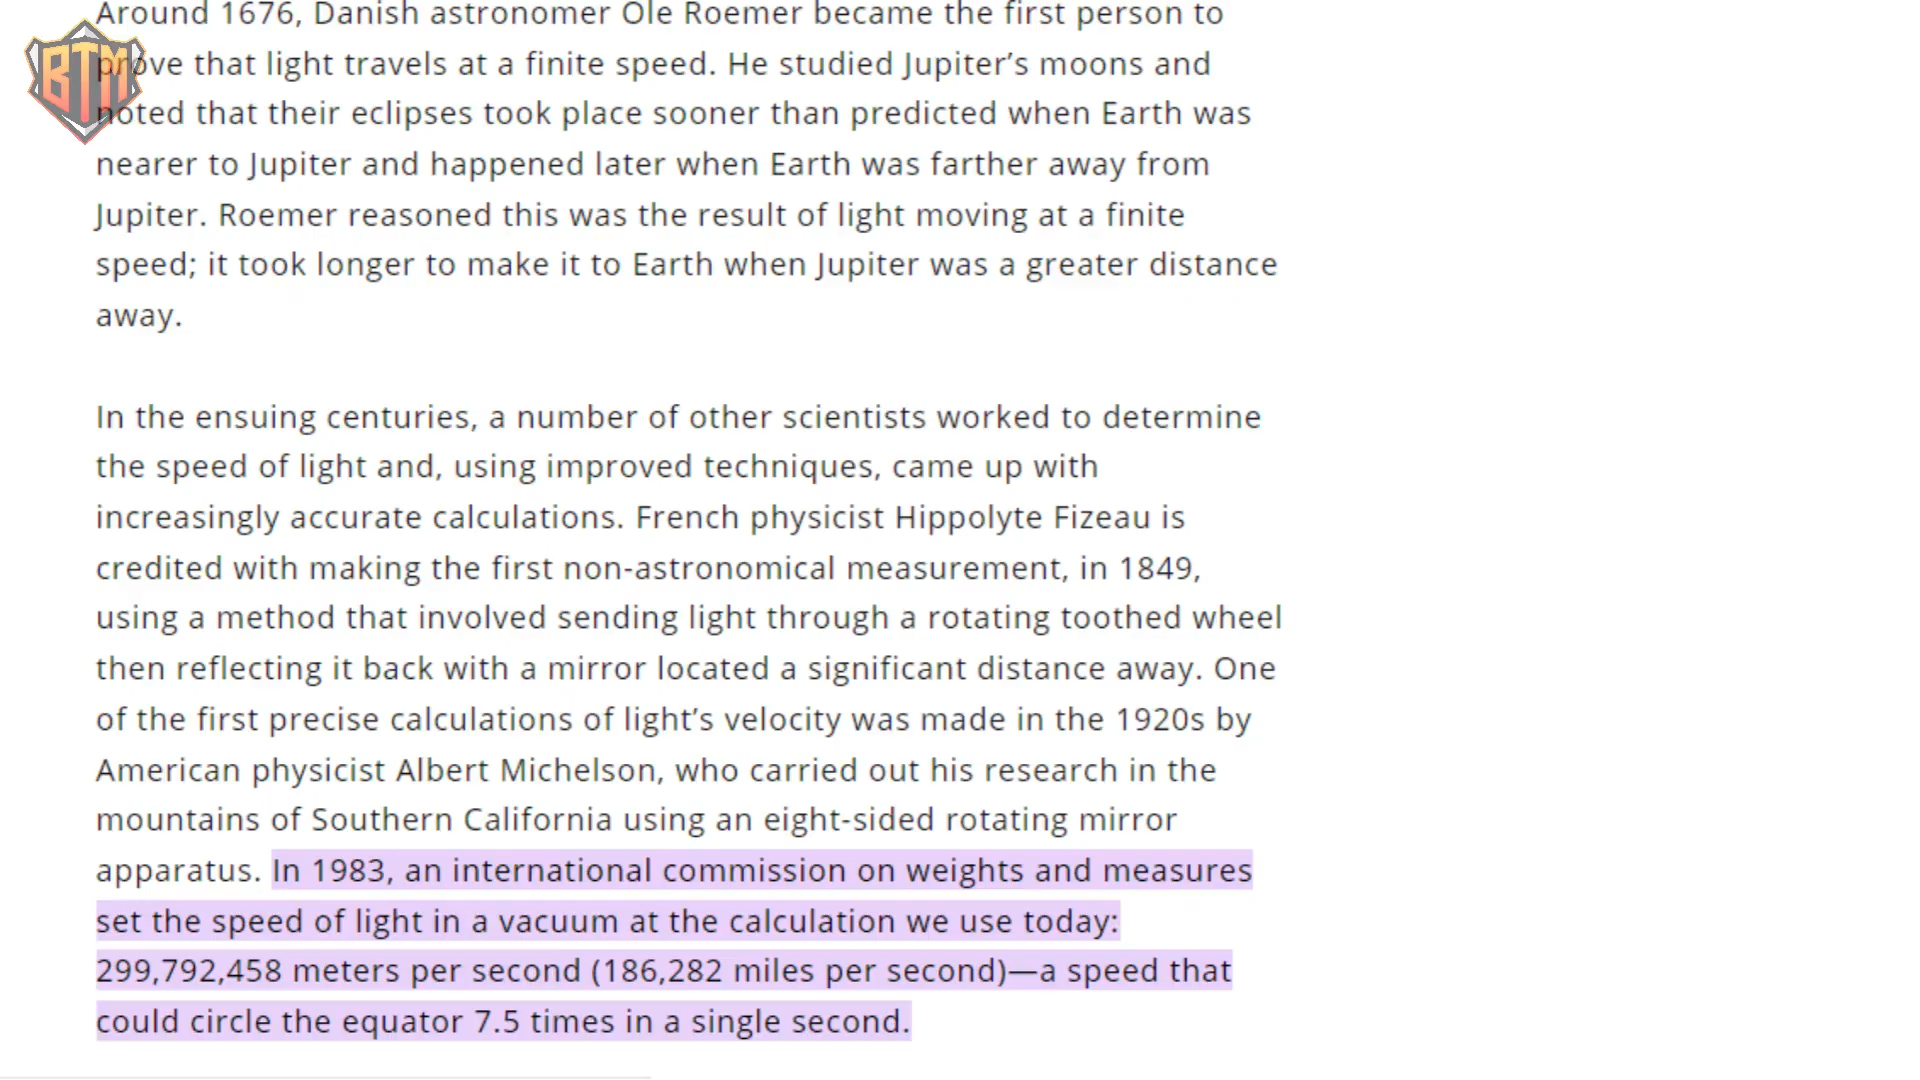 Around 1676, Danish astronomer Ole Roemer became the first person to
prove that light travels at a finite speed. He studied Jupiter’s moons and
noted that their eclipses took place sooner than predicted when Earth was
nearer to Jupiter and happened later when Earth was farther away from
Jupiter. Roemer reasoned this was the result of light moving at a finite
speed; it took longer to make it to Earth when Jupiter was a greater distance
away.
In the ensuing centuries, a number of other scientists worked to determine
the speed of light and, using improved techniques, came up with
increasingly accurate calculations. French physicist Hippolyte Fizeau is
credited with making the first non-astronomical measurement, in 1849,
using a method that involved sending light through a rotating toothed wheel
then reflecting it back with a mirror located a significant distance away. One
of the first precise calculations of light’s velocity was made in the 1920s by
American physicist Albert Michelson, who carried out his research in the
mountains of Southern California using an eight-sided rotating mirror
apparatus. In 1983, an international commission on weights and measures
set the speed of light in a vacuum at the calculation we use today:
299,792,458 meters per second (186,282 miles per second)—a speed that
could circle the equator 7.5 times in a single second.
BTM